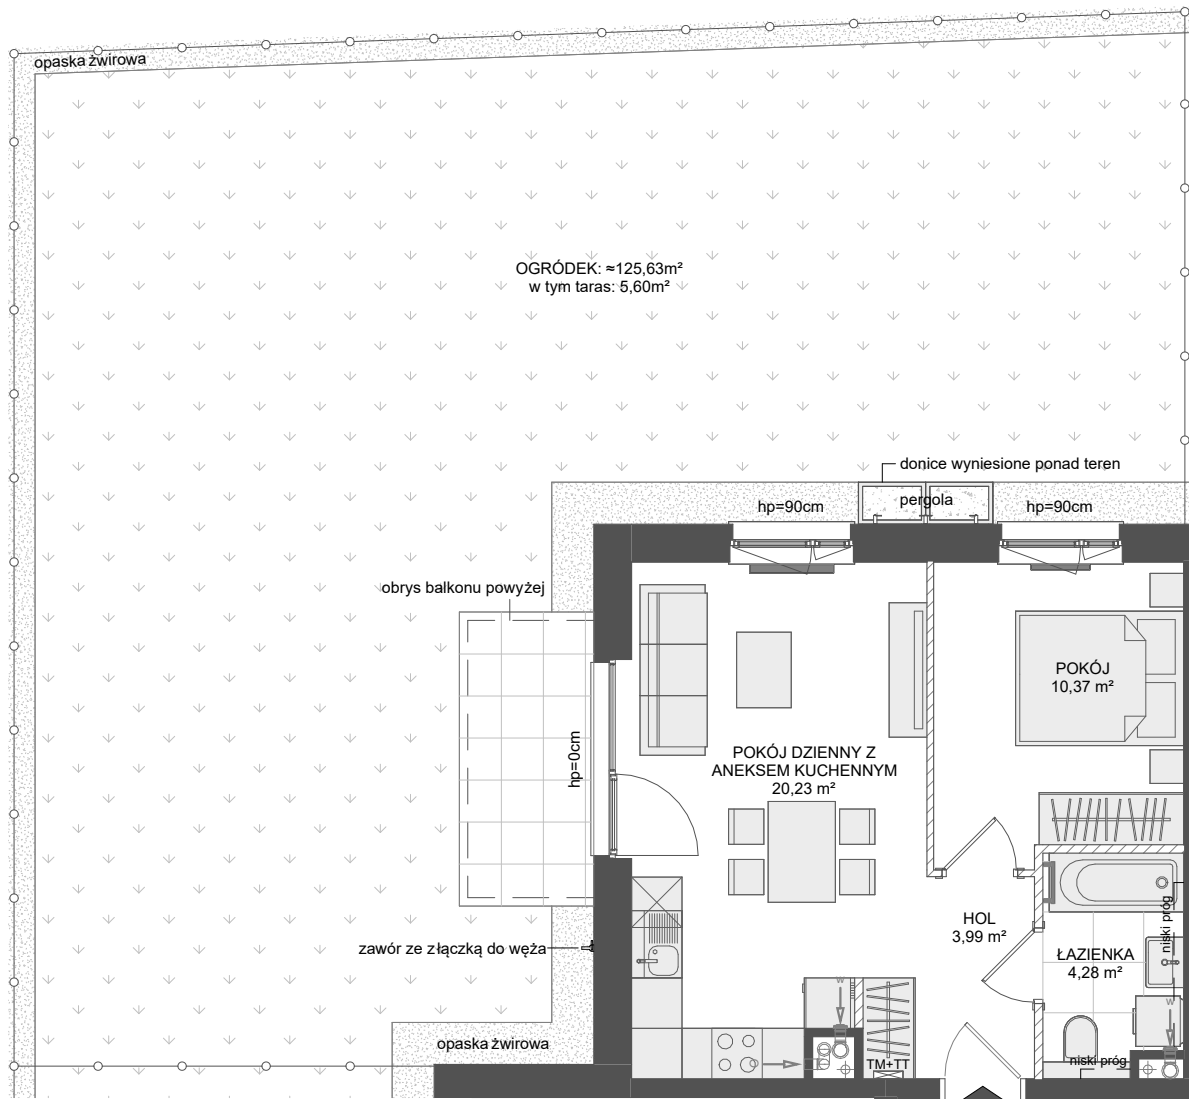 opaska żwirowa
OGRÓDEK: ≈125,63m²
w tym taras: 5,60m²
donice wyniesione ponad teren
pergola
hp=90cm
hp=90cm
obrys balkonu powyżej
POKÓJ
10,37 m²
hp=0cm
POKÓJ DZIENNY Z
ANEKSEM KUCHENNYM
20,23 m²
HOL
3,99 m²
niski próg
ŁAZIENKA
4,28 m²
zawór ze złączką do węża
W
W
opaska żwirowa
TM+TT
niski próg